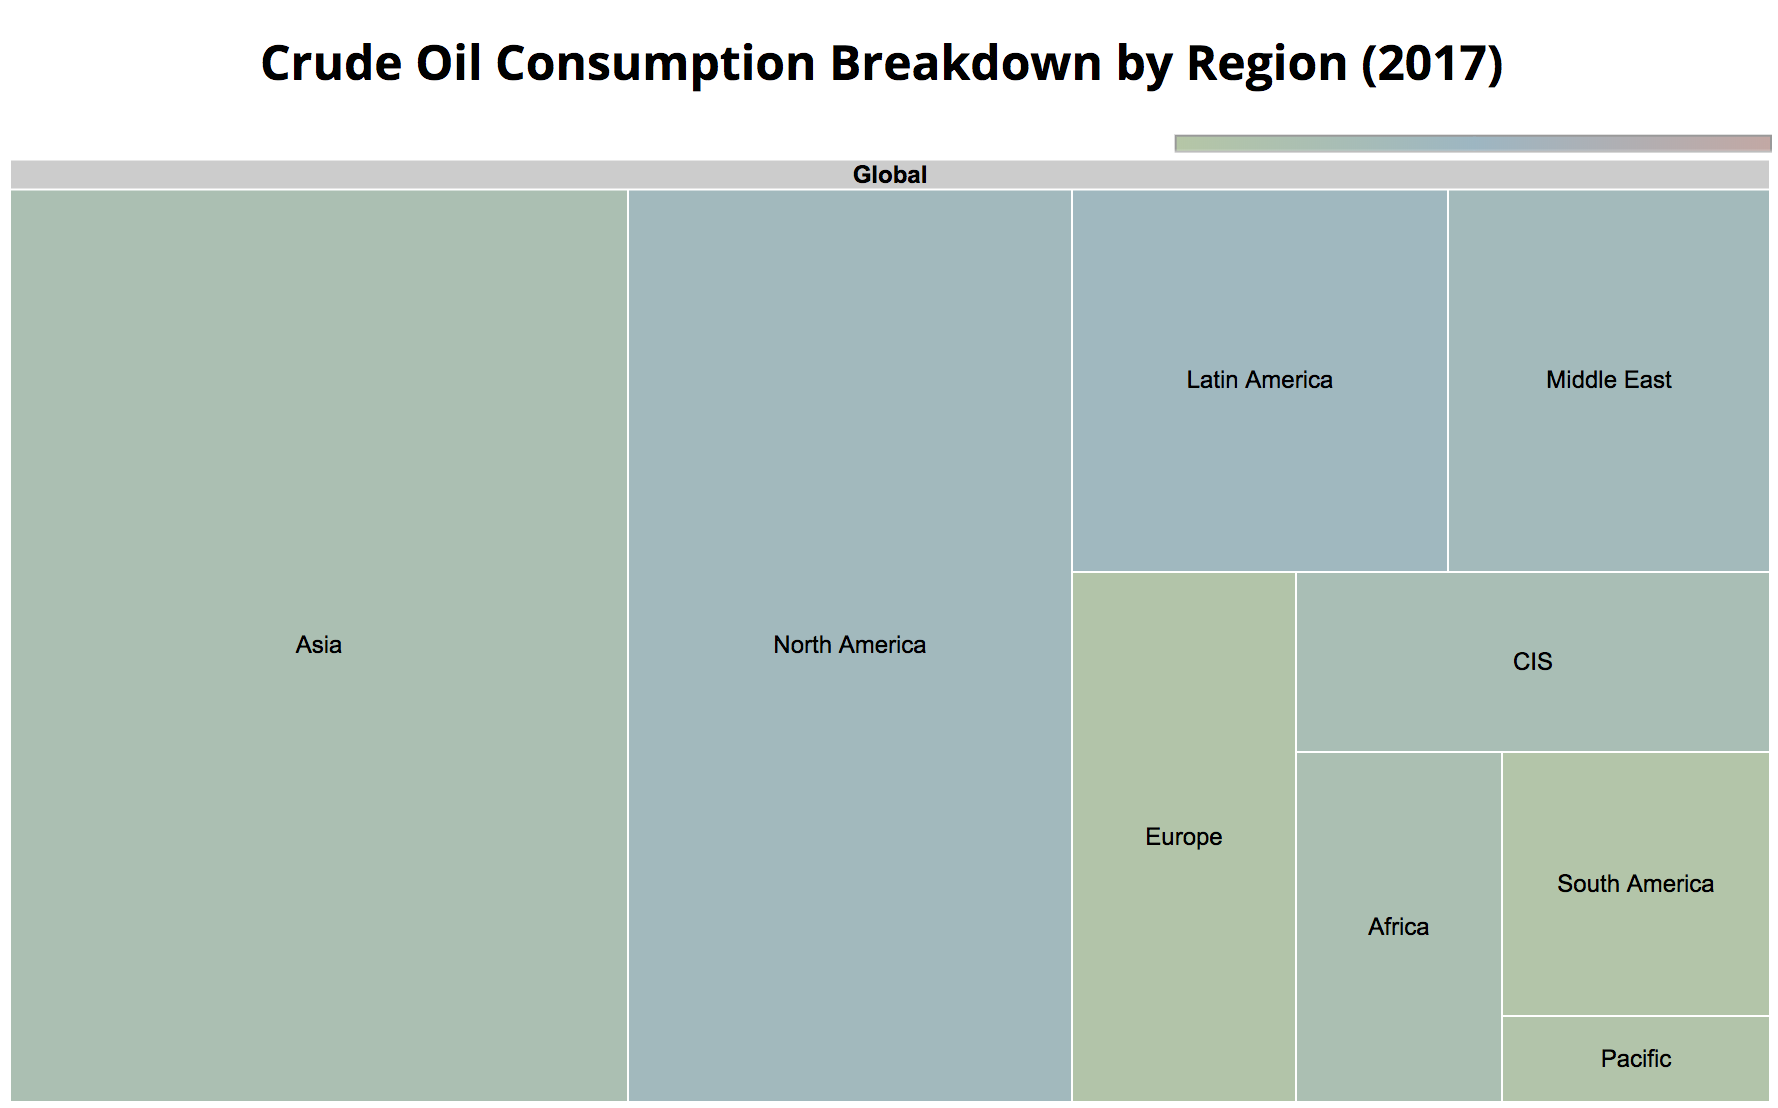 Crude Oil Consumption Breakdown by Region (2017)
Global
Latin America
Middle East
Asia
North America
CIS
Europe
South America
Africa
Pacific